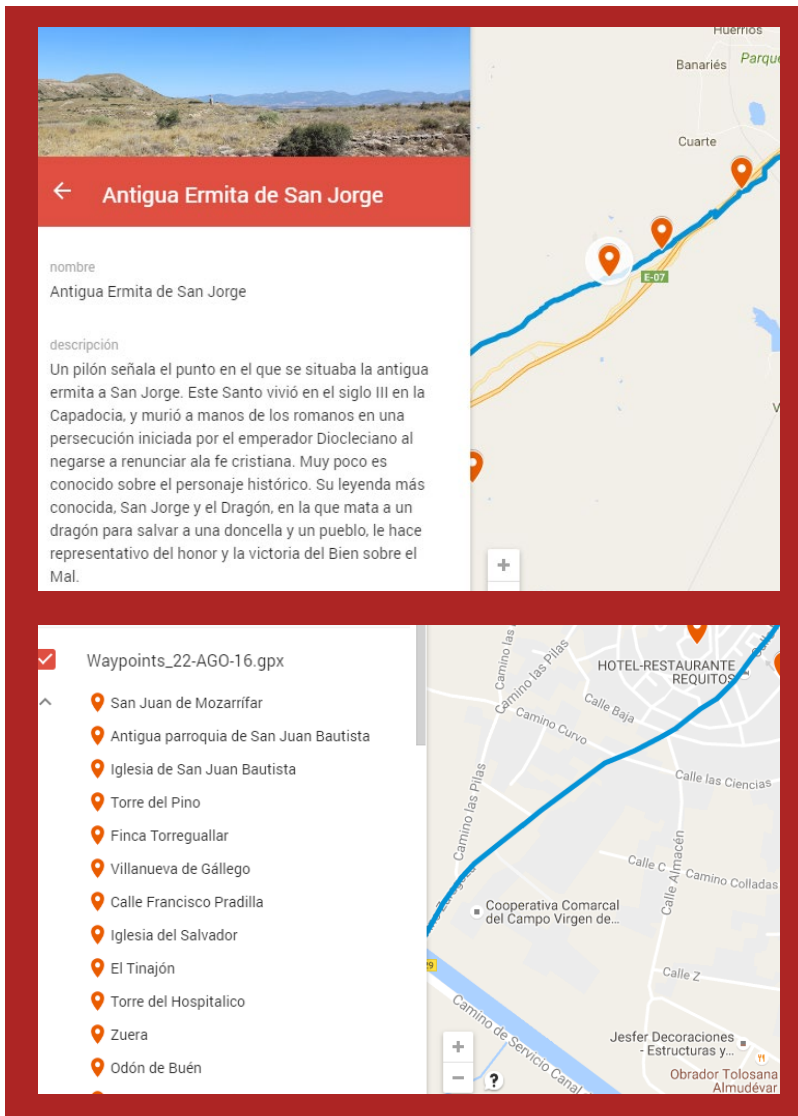 Antigua Ermita de San Jorge
nombre
Antigua Ermita de San Jorge
descripción
Un pilón señala el punto en el que se situaba la antigua
ermita a San Jorge. Este Santo vivió en el siglo III en la
Capadocia, y murió a manos de los romanos en una
persecución iniciada por el emperador Diocleciano al
negarse a renunciar ala fe cristiana. Muy poco es
conocido sobre el personaje histórico. Su leyenda más
conocida, San Jorge y el Dragón, en la que mata a un
dragón para salvar a una doncella y un pueblo, le hace
representativo del honor y la victoria del Bien sobre el
Mal.
Huerrios
Banariés
Parqu
Cuarte
E-07
V
+
Waypoints_22-AGO-16.gpx
San Juan de Mozarrífar
Antigua parroquia de San Juan Bautista
Iglesia de San Juan Bautista
Torre del Pino
Finca Torreguallar
Villanueva de Gállego
Calle Francisco Pradilla
Iglesia del Salvador
El Tinajón
Torre del Hospitalico
Zuera
Odón de Buén
Camino las
Camino las Pilas
HOTEL-RESTAURANTE
REQUITOS
Calle Baja
Camino Curvo
Calle las Ciencias
Camino las Pilas
Calle Almacén
Calle C
Camino Colladas
Cooperativa Comarcal
del Campo Virgen de...
Calle Z
Camino de Servicio Canal
Jesfer Decoraciones
- Estructuras y...
Obrador Tolosana
Almudévar
+
−
?